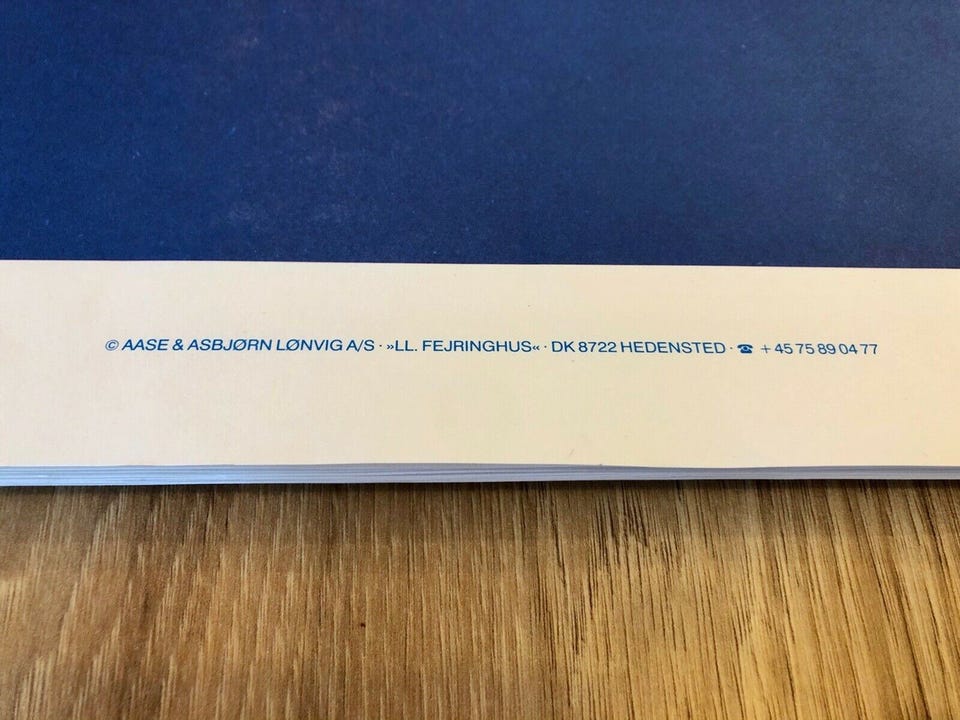 © AASE & ASBJØRN LØNVIG A/S · »LL. FEJRINGHUS« · DK 8722 HEDENSTED · ☎ + 45 75 89 04 77